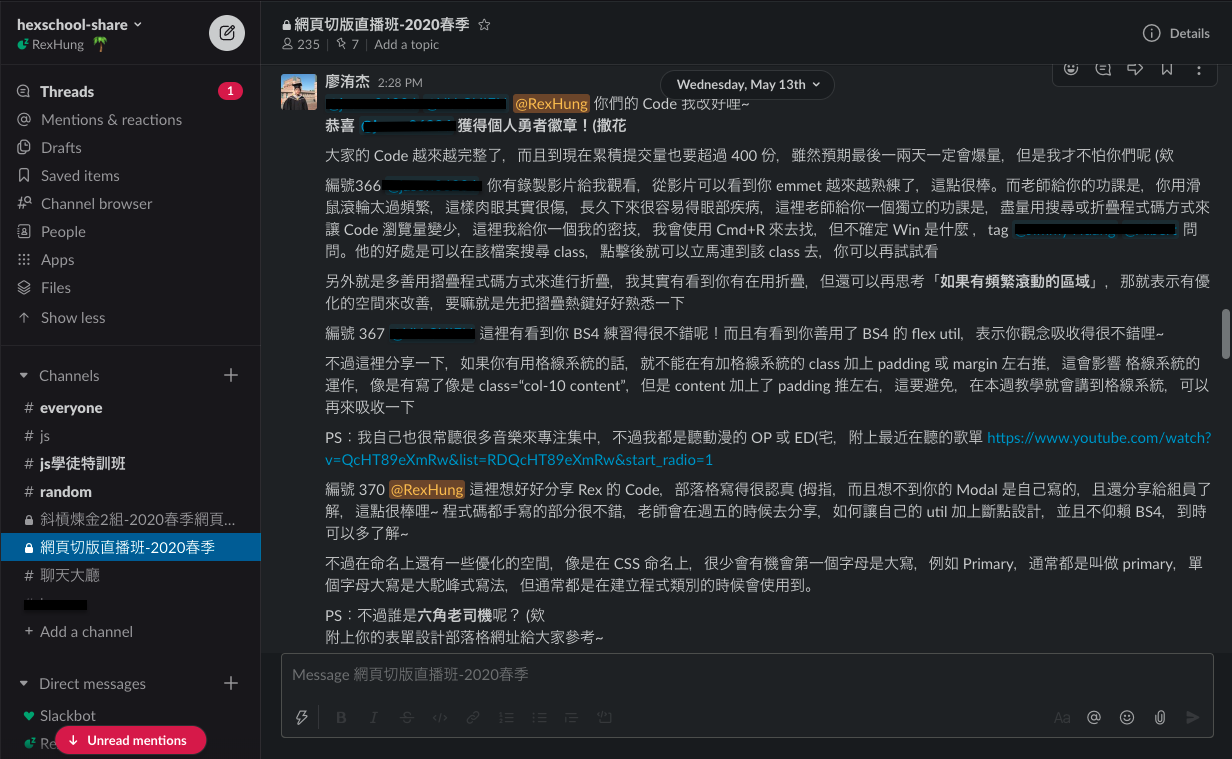 hexschool-share
RexHung
Threads
1
Mentions & reactions
Drafts
Saved items
Channel browser
People
Apps
Files
Show less
Channels
# everyone
# js
# js學徒特訓班
# random
斜槓煉金2組-2020春季網頁...
網頁切版直播班-2020春季
# 聊天大廳
+ Add a channel
Direct messages
Slackbot
Re
Unread mentions
網頁切版直播班-2020春季
235 | 7 | Add a topic
Details
Wednesday, May 13th
廖洧杰 2:28 PM
@RexHung 你們的 Code 我改好哩~
恭喜 獲得個人勇者徽章！(撒花
大家的 Code 越來越完整了，而且到現在累積提交量也要超過 400 份，雖然預期最後一兩天一定會爆量，但是我才不怕你們呢 (欸
編號366 你有錄製影片給我觀看，從影片可以看到你 emmet 越來越熟練了，這點很棒。而老師給你的功課是，你用滑
鼠滾輪太過頻繁，這樣肉眼其實很傷，長久下來很容易得眼部疾病，這裡老師給你一個獨立的功課是，盡量用搜尋或折疊程式碼方式來
讓 Code 瀏覽量變少，這裡我給你一個我的密技，我會使用 Cmd+R 來去找，但不確定 Win 是什麼 ，tag 問
問。他的好處是可以在該檔案搜尋 class，點擊後就可以立馬連到該 class 去，你可以再試試看
另外就是多善用摺疊程式碼方式來進行折疊，我其實有看到你有在用折疊，但還可以再思考「如果有頻繁滾動的區域」，那就表示有優
化的空間來改善，要嘛就是先把摺疊熱鍵好好熟悉一下
編號 367 這裡有看到你 BS4 練習得很不錯呢！而且有看到你善用了 BS4 的 flex util，表示你觀念吸收得很不錯哩~
不過這裡分享一下，如果你有用格線系統的話，就不能在有加格線系統的 class 加上 padding 或 margin 左右推，這會影響 格線系統的
運作，像是有寫了像是 class=“col-10 content”，但是 content 加上了 padding 推左右，這要避免，在本週教學就會講到格線系統，可以
再來吸收一下
PS：我自己也很常聽很多音樂來專注集中，不過我都是聽動漫的 OP 或 ED(宅，附上最近在聽的歌單 https://www.youtube.com/watch?
v=QcHT89eXmRw&list=RDQcHT89eXmRw&start_radio=1
編號 370 @RexHung 這裡想好好分享 Rex 的 Code，部落格寫得很認真 (拇指，而且想不到你的 Modal 是自己寫的，且還分享給組員了
解，這點很棒哩~ 程式碼都手寫的部分很不錯，老師會在週五的時候去分享，如何讓自己的 util 加上斷點設計，並且不仰賴 BS4，到時
可以多了解~
不過在命名上還有一些優化的空間，像是在 CSS 命名上，很少會有機會第一個字母是大寫，例如 Primary，通常都是叫做 primary，單
個字母大寫是大駝峰式寫法，但通常都是在建立程式類別的時候會使用到。
PS：不過誰是六角老司機呢？ (欸
附上你的表單設計部落格網址給大家參考~
Message 網頁切版直播班-2020春季
B I S </> Aa @